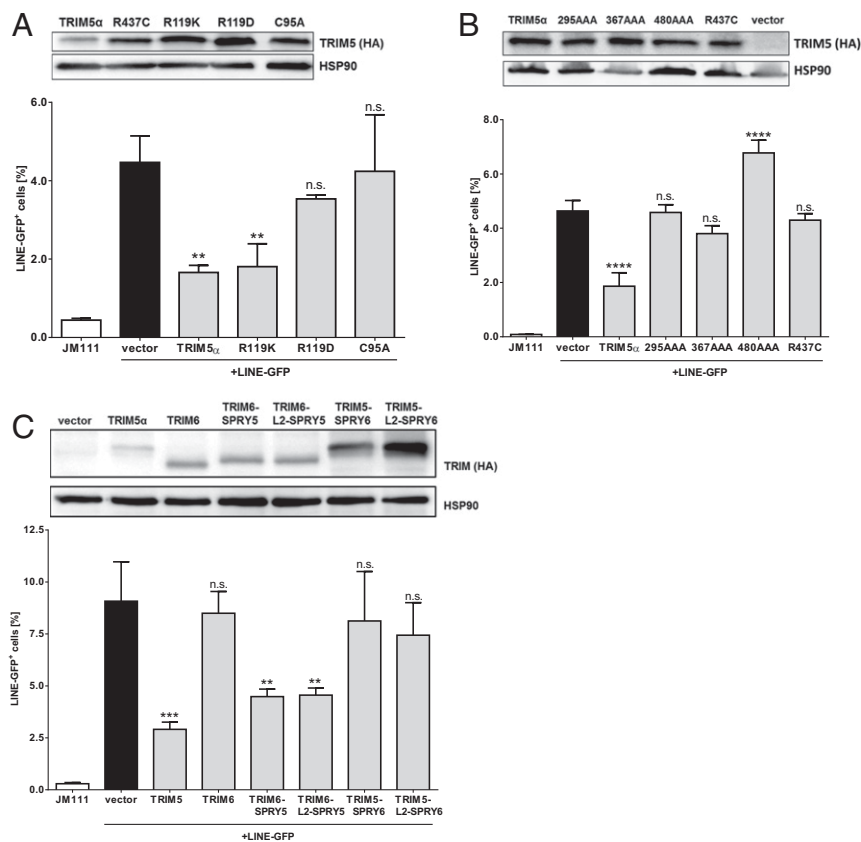 A
TRIM5α R437C R119K R119D C95A
TRIM5 (HA)
HSP90
6.0
4.0
2.0
0.0
LINE-GFP+ cells [%]
** ** n.s. n.s.
JM111 vector TRIM5α R119K R119D C95A
+LINE-GFP
B
TRIM5α 295AAA 367AAA 480AAA R437C vector
TRIM5 (HA)
HSP90
8.0
6.0
4.0
2.0
0.0
LINE-GFP+ cells [%]
**** n.s. n.s. **** n.s.
JM111 vector TRIM5α 295AAA 367AAA 480AAA R437C
+LINE-GFP
C
vector TRIM5α TRIM6 TRIM6- TRIM6- TRIM5- TRIM5-
SPRY5 L2-SPRY5 SPRY6 L2-SPRY6
TRIM (HA)
HSP90
12.5
10.0
7.5
5.0
2.5
0.0
LINE-GFP+ cells [%]
*** n.s. ** ** n.s. n.s.
JM111 vector TRIM5 TRIM6 TRIM6- TRIM6- TRIM5- TRIM5-
SPRY5 L2-SPRY5 SPRY6 L2-SPRY6
+LINE-GFP